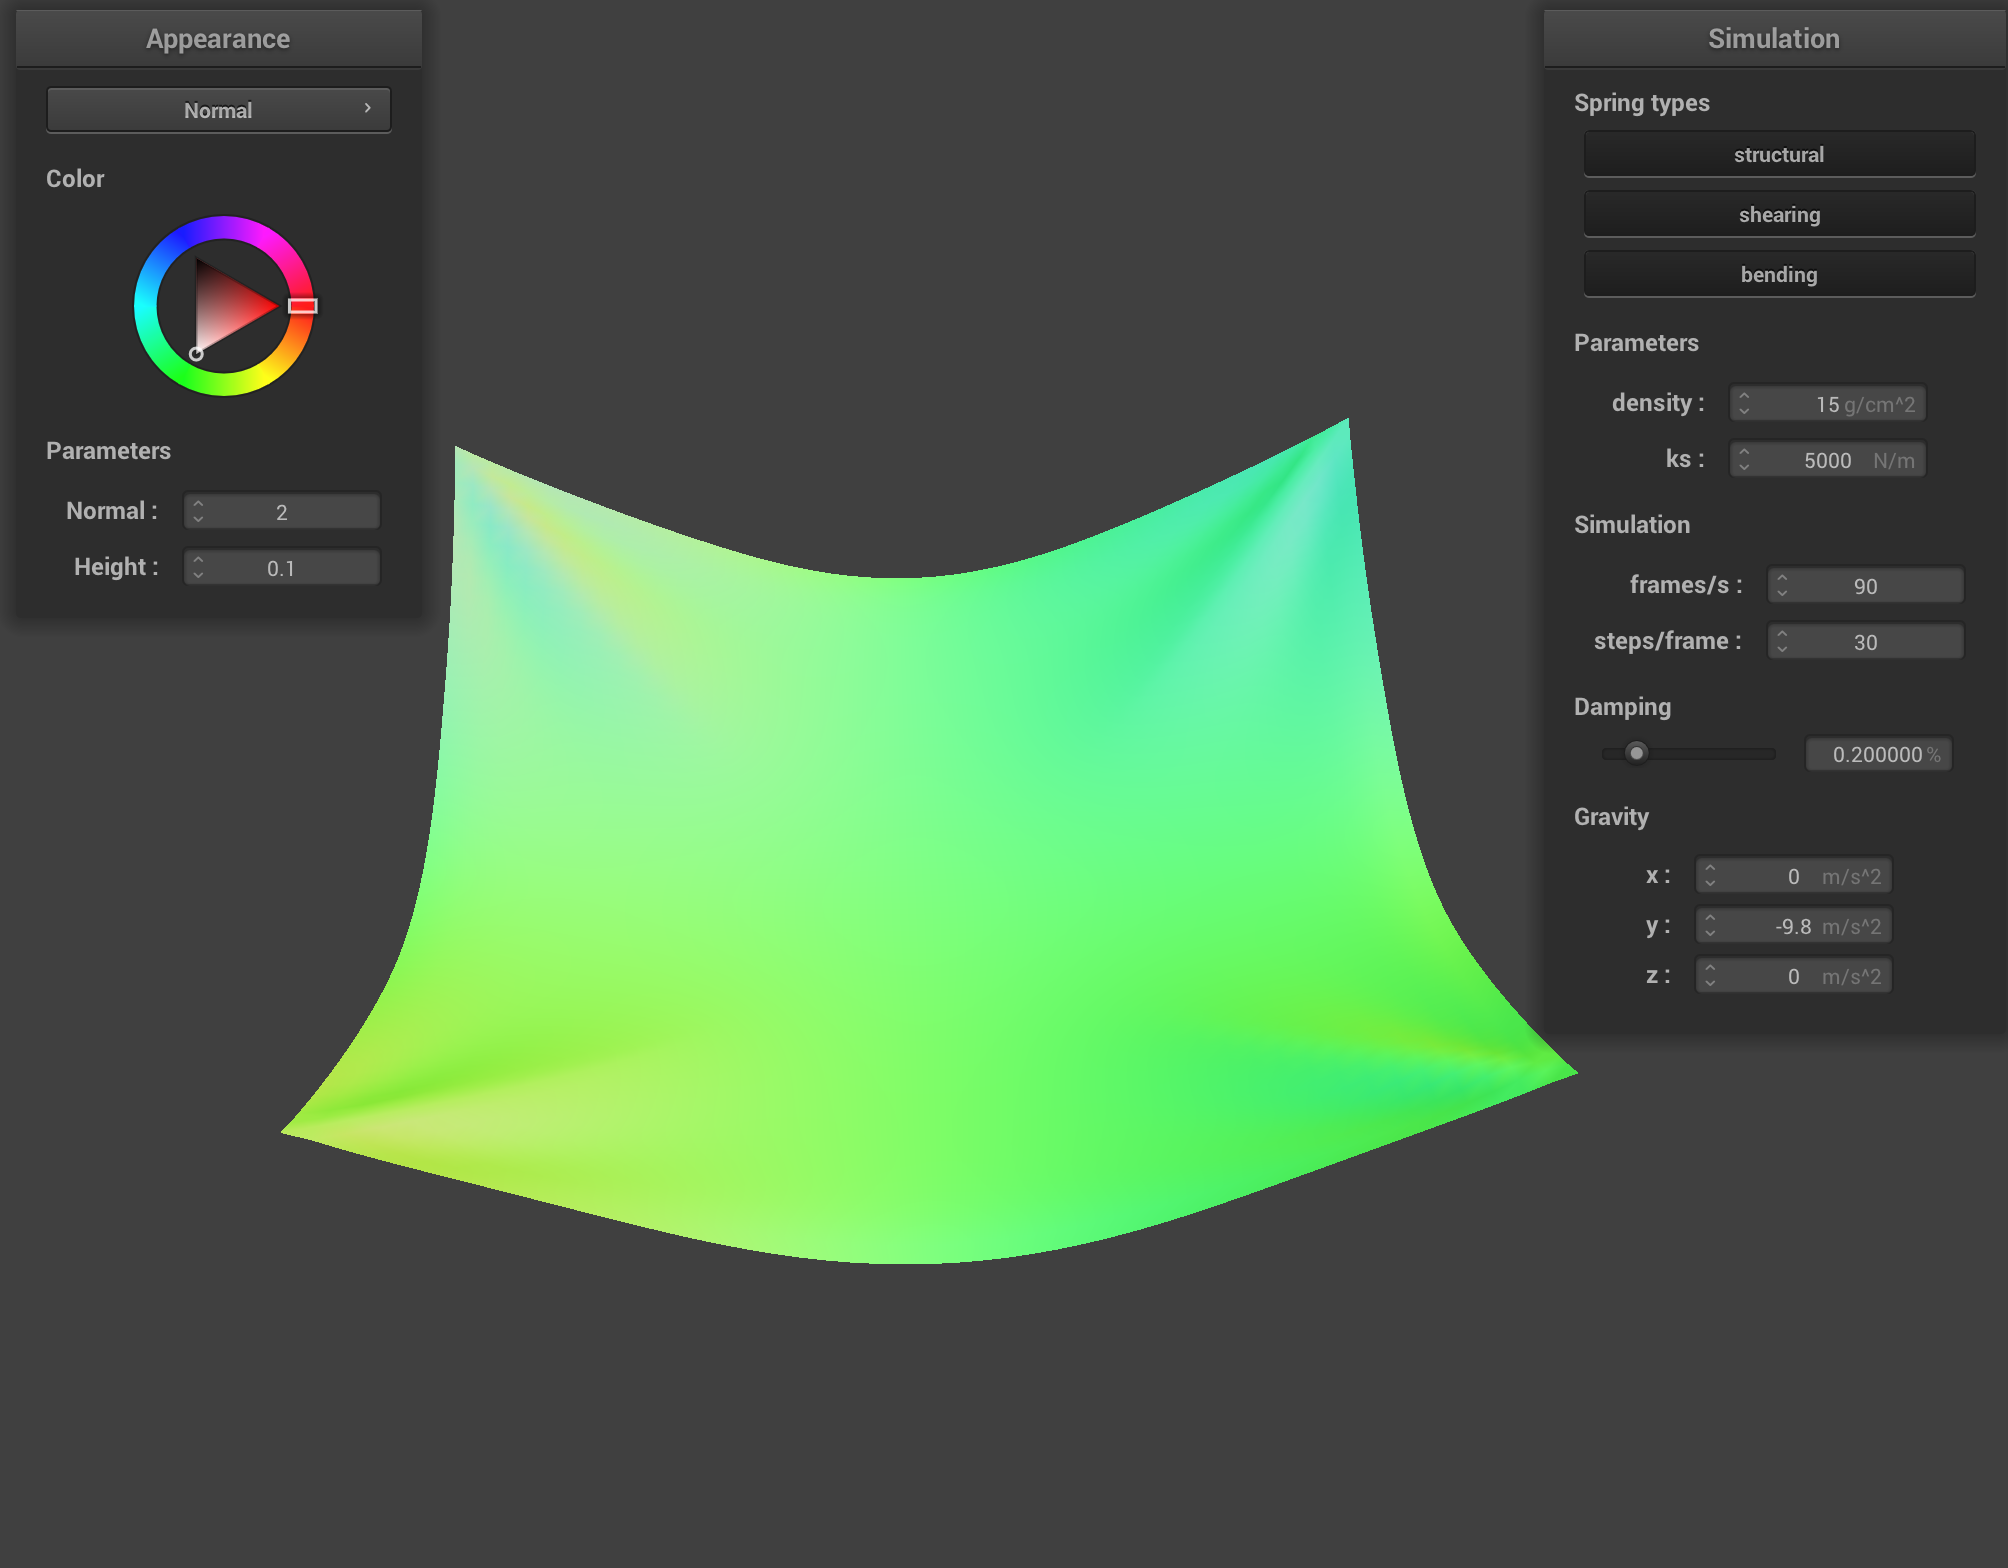 Appearance
Normal
Color
Parameters
Normal : 2
Height : 0.1
Simulation
Spring types
structural
shearing
bending
Parameters
density : 15 g/cm^2
ks : 5000 N/m
Simulation
frames/s : 90
steps/frame : 30
Damping
0.200000 %
Gravity
x : 0 m/s^2
y : -9.8 m/s^2
z : 0 m/s^2